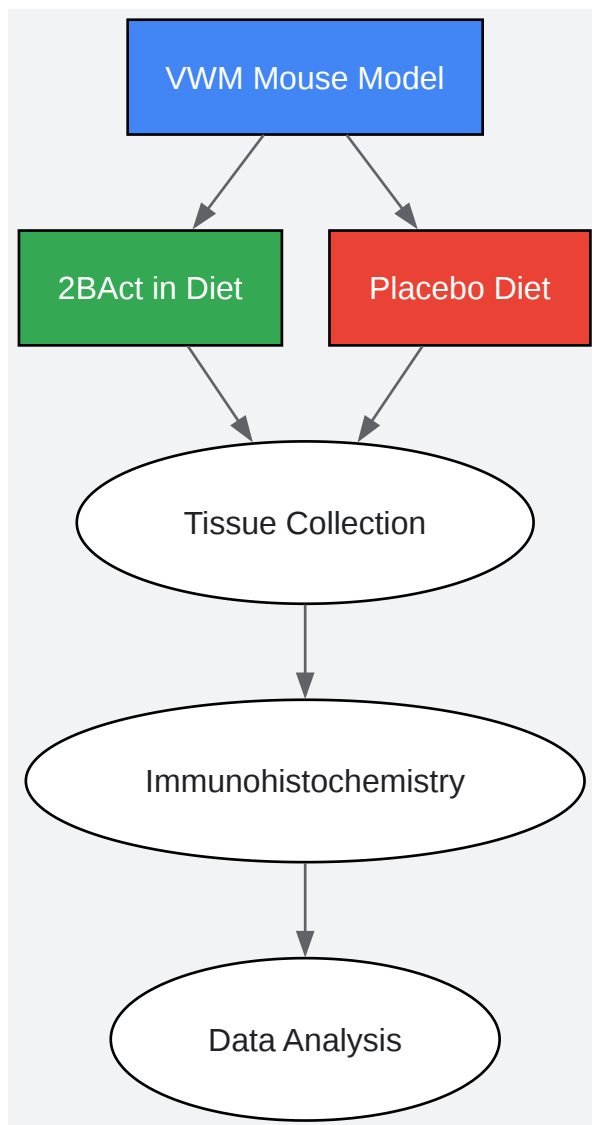 VWM Mouse Model
2BAct in Diet
Placebo Diet
Tissue Collection
Immunohistochemistry
Data Analysis